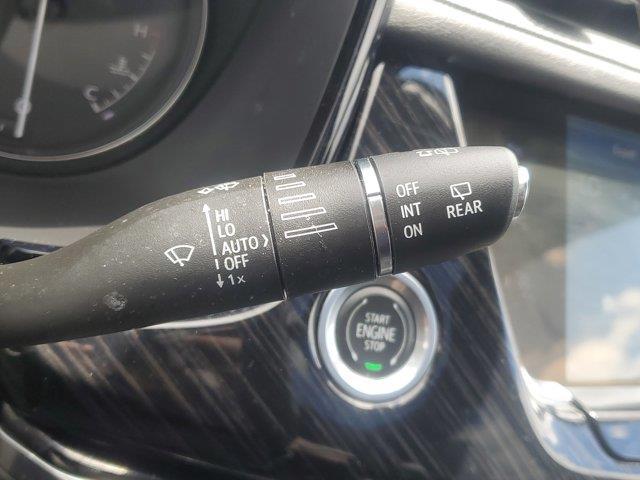 HI
LO
AUTO
OFF
1x
OFF
INT
ON
REAR
START
ENGINE
STOP
C
H